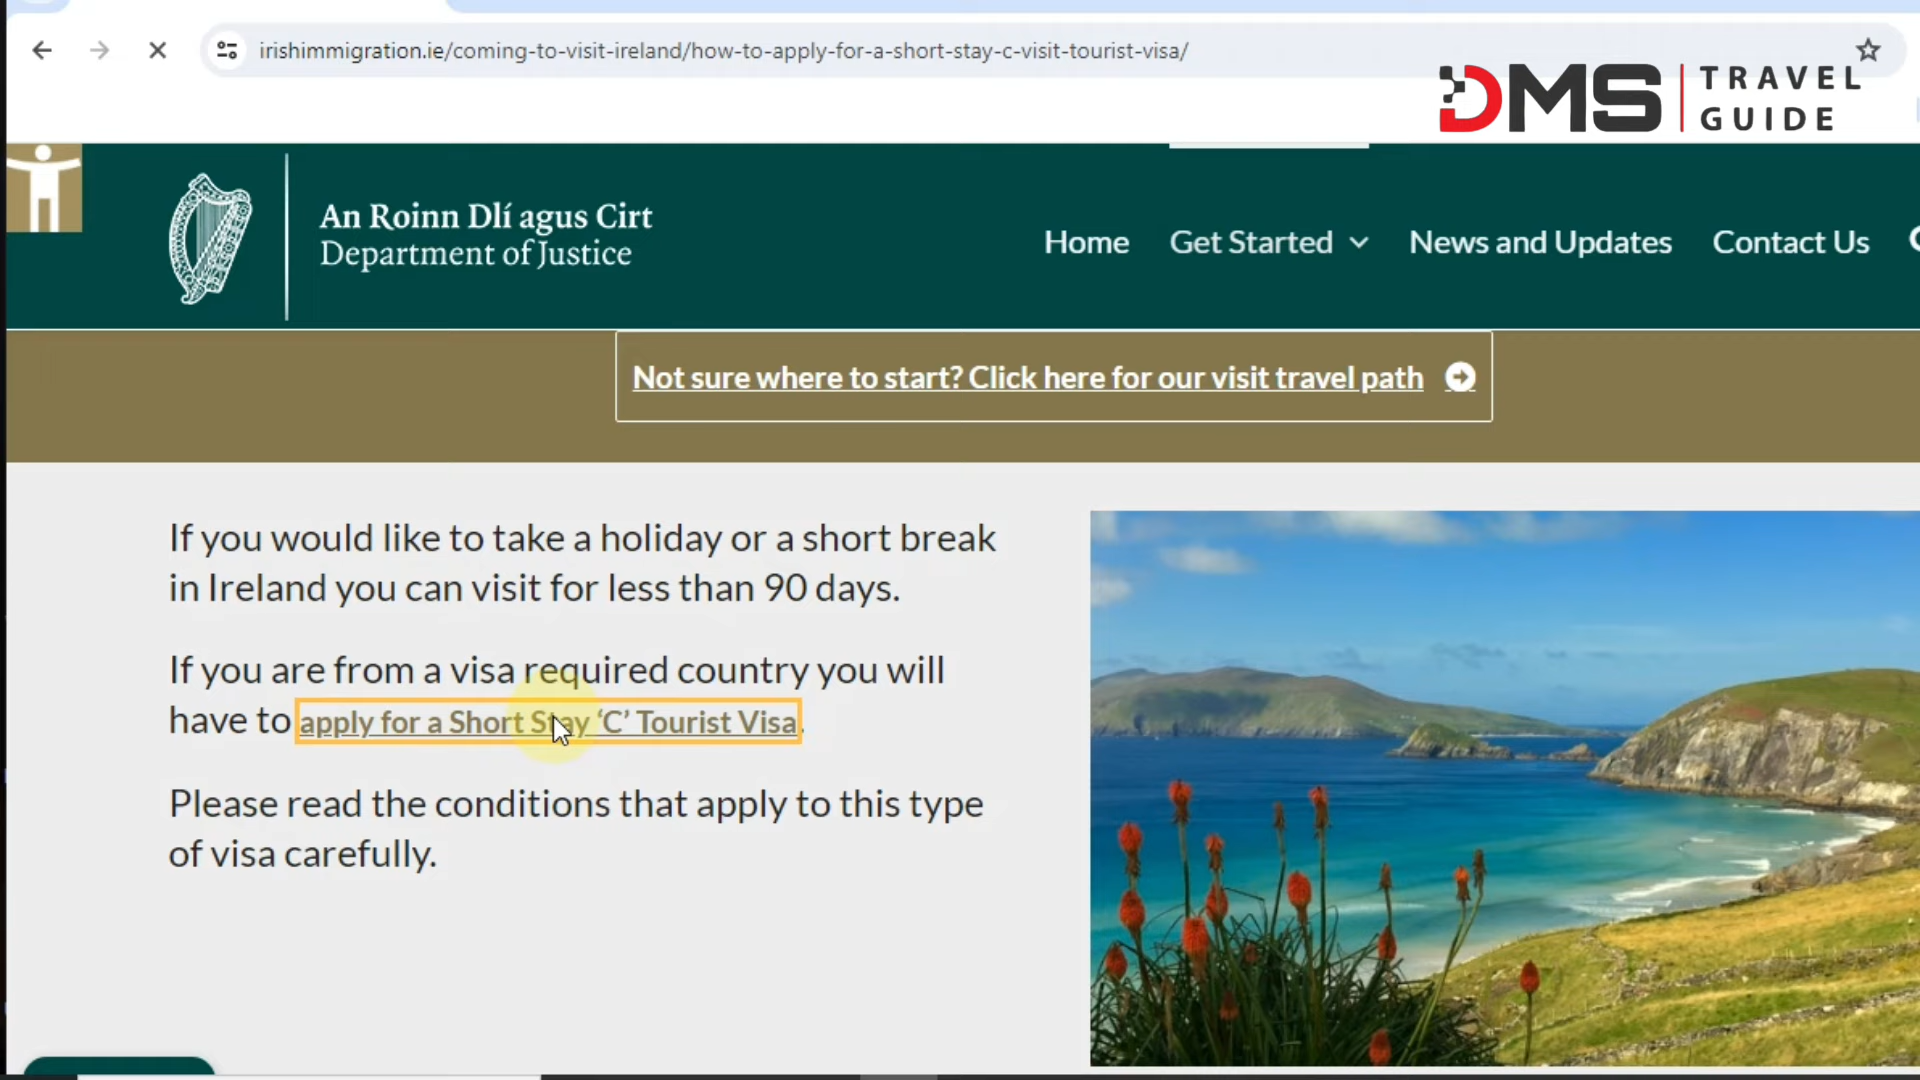 irishimmigration.ie/coming-to-visit-ireland/how-to-apply-for-a-short-stay-c-visit-tourist-visa/
DMS
TRAVEL
GUIDE
An Roinn Dlí agus Cirt
Department of Justice
Home
Get Started
News and Updates
Contact Us
Not sure where to start? Click here for our visit travel path
If you would like to take a holiday or a short break
in Ireland you can visit for less than 90 days.
If you are from a visa required country you will
have to apply for a Short Stay ‘C’ Tourist Visa.
Please read the conditions that apply to this type
of visa carefully.